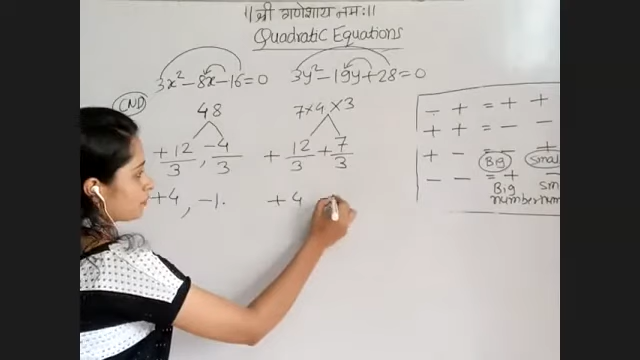 ||श्री गणेशाय नमः||
Quadratic Equations
3x²-8x-16=0
3y²-19y+28=0
CND
48
7×4×3
+12/3, -4/3
+ 12/3 + 7/3
+4, -1.
+ 4
- + = + +
+ + = - -
+ - Big Small
- - = +
Big number